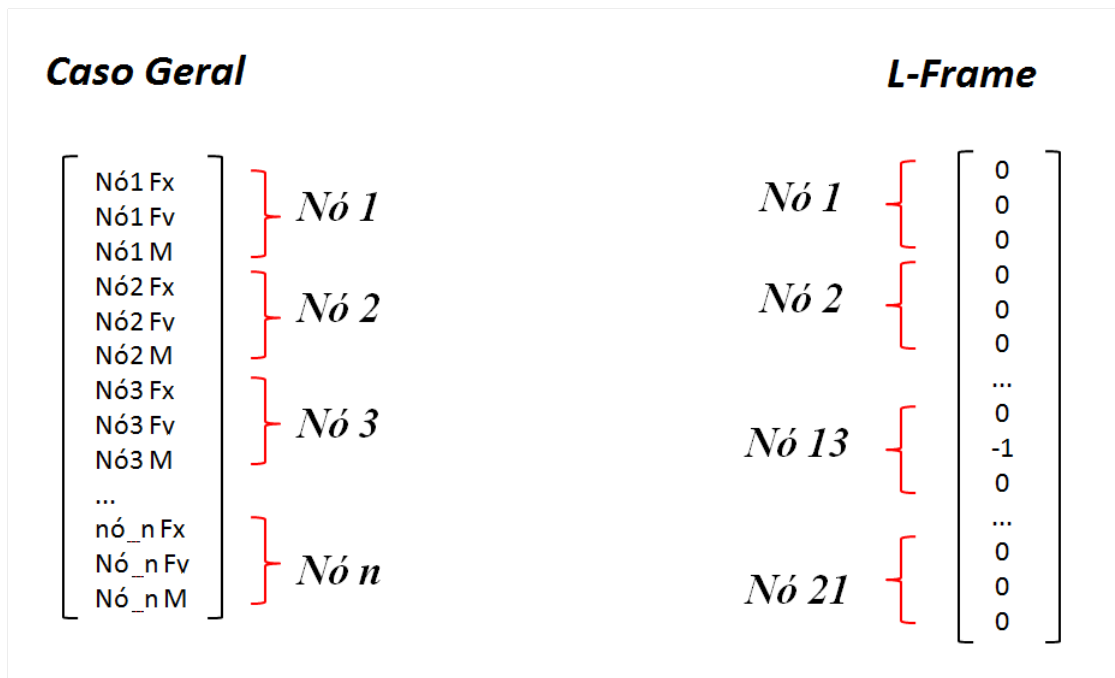 Caso Geral
Nó1 Fx
Nó1 Fv
Nó1 M
Nó2 Fx
Nó2 Fv
Nó2 M
Nó3 Fx
Nó3 Fv
Nó3 M
...
nó_n Fx
Nó_n Fv
Nó_n M
Nó 1
Nó 2
Nó 3
Nó n
L-Frame
Nó 1
Nó 2
Nó 13
Nó 21
0
0
0
0
0
0
...
0
-1
0
...
0
0
0